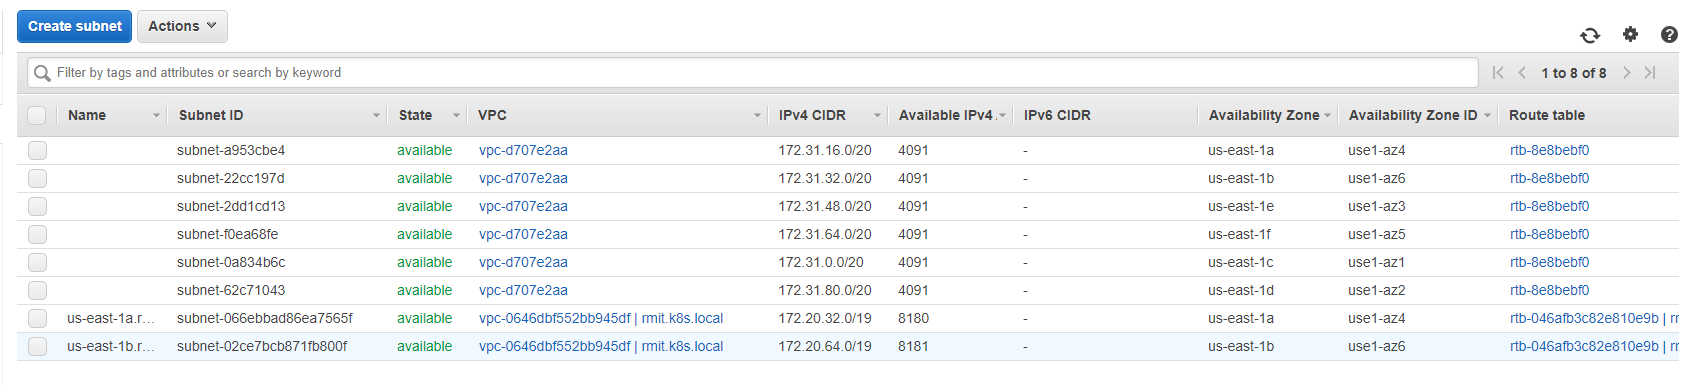 Create subnet Actions
Filter by tags and attributes or search by keyword 1 to 8 of 8
Name Subnet ID State VPC IPv4 CIDR Available IPv4 IPv6 CIDR Availability Zone Availability Zone ID Route table
subnet-a953cbe4 available vpc-d707e2aa 172.31.16.0/20 4091 - us-east-1a use1-az4 rtb-8e8bebf0
subnet-22cc197d available vpc-d707e2aa 172.31.32.0/20 4091 - us-east-1b use1-az6 rtb-8e8bebf0
subnet-2dd1cd13 available vpc-d707e2aa 172.31.48.0/20 4091 - us-east-1e use1-az3 rtb-8e8bebf0
subnet-f0ea68fe available vpc-d707e2aa 172.31.64.0/20 4091 - us-east-1f use1-az5 rtb-8e8bebf0
subnet-0a834b6c available vpc-d707e2aa 172.31.0.0/20 4091 - us-east-1c use1-az1 rtb-8e8bebf0
subnet-62c71043 available vpc-d707e2aa 172.31.80.0/20 4091 - us-east-1d use1-az2 rtb-8e8bebf0
us-east-1a.r... subnet-066ebbad86ea7565f available vpc-0646dbf552bb945df | rmit.k8s.local 172.20.32.0/19 8180 - us-east-1a use1-az4 rtb-046afb3c82e810e9b | rm
us-east-1b.r... subnet-02ce7bcb871fb800f available vpc-0646dbf552bb945df | rmit.k8s.local 172.20.64.0/19 8181 - us-east-1b use1-az6 rtb-046afb3c82e810e9b | rm